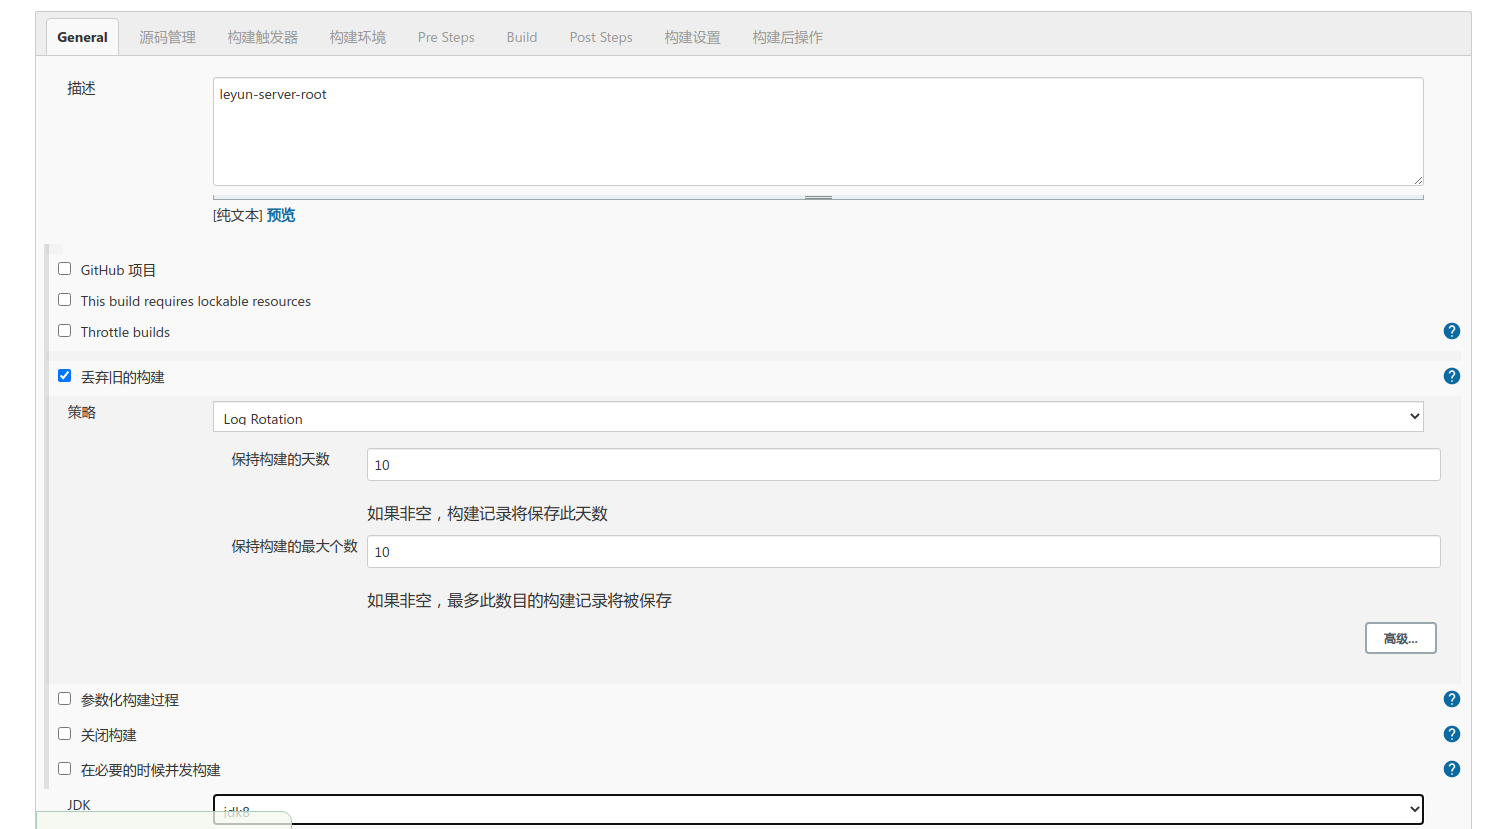 General 源码管理 构建触发器 构建环境 Pre Steps Build Post Steps 构建设置 构建后操作
描述
leyun-server-root
[纯文本] 预览
GitHub 项目
This build requires lockable resources
Throttle builds
丢弃旧的构建
策略
Log Rotation
保持构建的天数
10
如果非空，构建记录将保存此天数
保持构建的最大个数
10
如果非空，最多此数目的构建记录将被保存
高级...
参数化构建过程
关闭构建
在必要的时候并发构建
JDK
jdk8